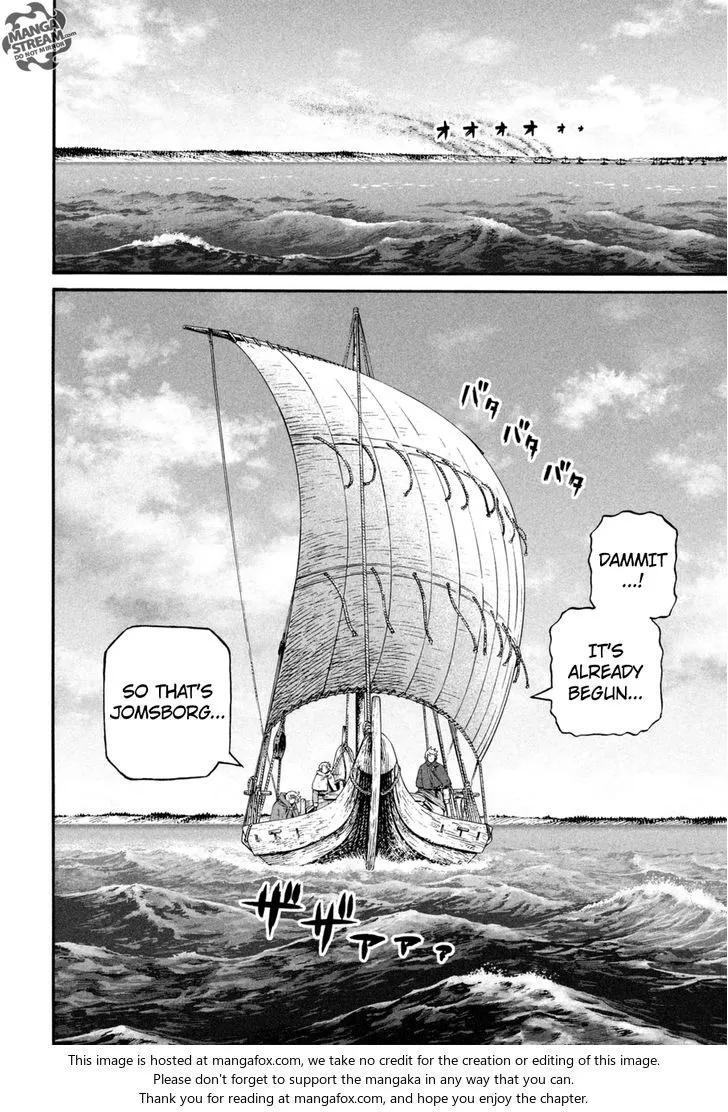 MANGA
STREAM.com
DO NOT MIRROR
オオオオォォ
DAMMIT
...!
IT'S
ALREADY
BEGUN...
バタ
バタ
バタ
SO THAT'S
JOMSBORG...
ザザアアァ
This image is hosted at mangafox.com, we take no credit for the creation or editing of this image.
Please don't forget to support the mangaka in any way that you can.
Thank you for reading at mangafox.com, and hope you enjoy the chapter.